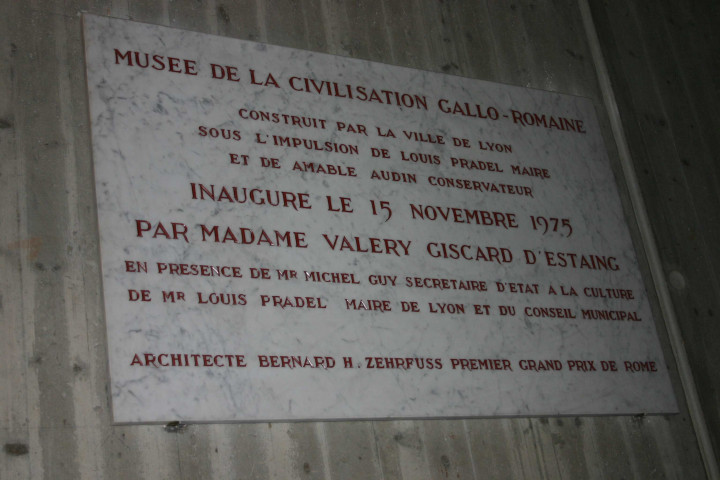 MUSEE DE LA CIVILISATION GALLO-ROMAINE
CONSTRUIT PAR LA VILLE DE LYON
SOUS L'IMPULSION DE LOUIS PRADEL MAIRE
ET DE AMABLE AUDIN CONSERVATEUR
INAUGURE LE 15 NOVEMBRE 1975
PAR MADAME VALERY GISCARD D'ESTAING
EN PRESENCE DE MR MICHEL GUY SECRETAIRE D'ETAT A LA CULTURE
DE MR LOUIS PRADEL MAIRE DE LYON ET DU CONSEIL MUNICIPAL
ARCHITECTE BERNARD H. ZEHRFUSS PREMIER GRAND PRIX DE ROME